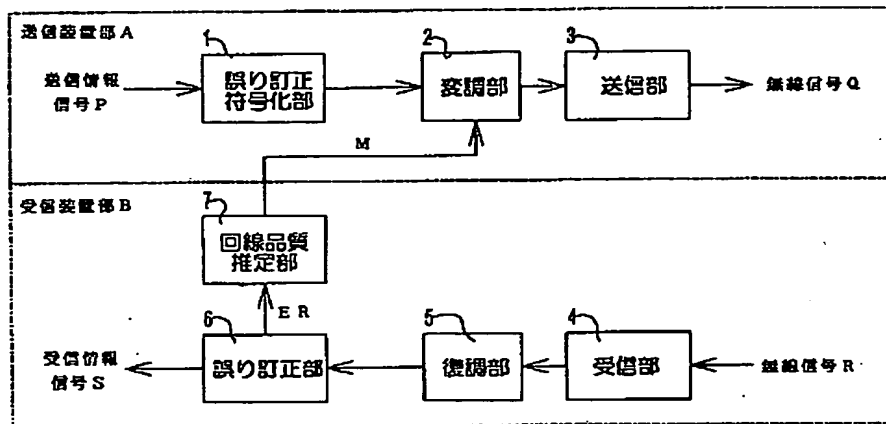 送信装置部A
1
2
3
送信情報
信号P
誤り訂正
符号化部
変調部
送信部
無線信号Q
M
受信装置部B
7
回線品質
推定部
ER
6
5
4
受信情報
信号S
誤り訂正部
復調部
受信部
無線信号R